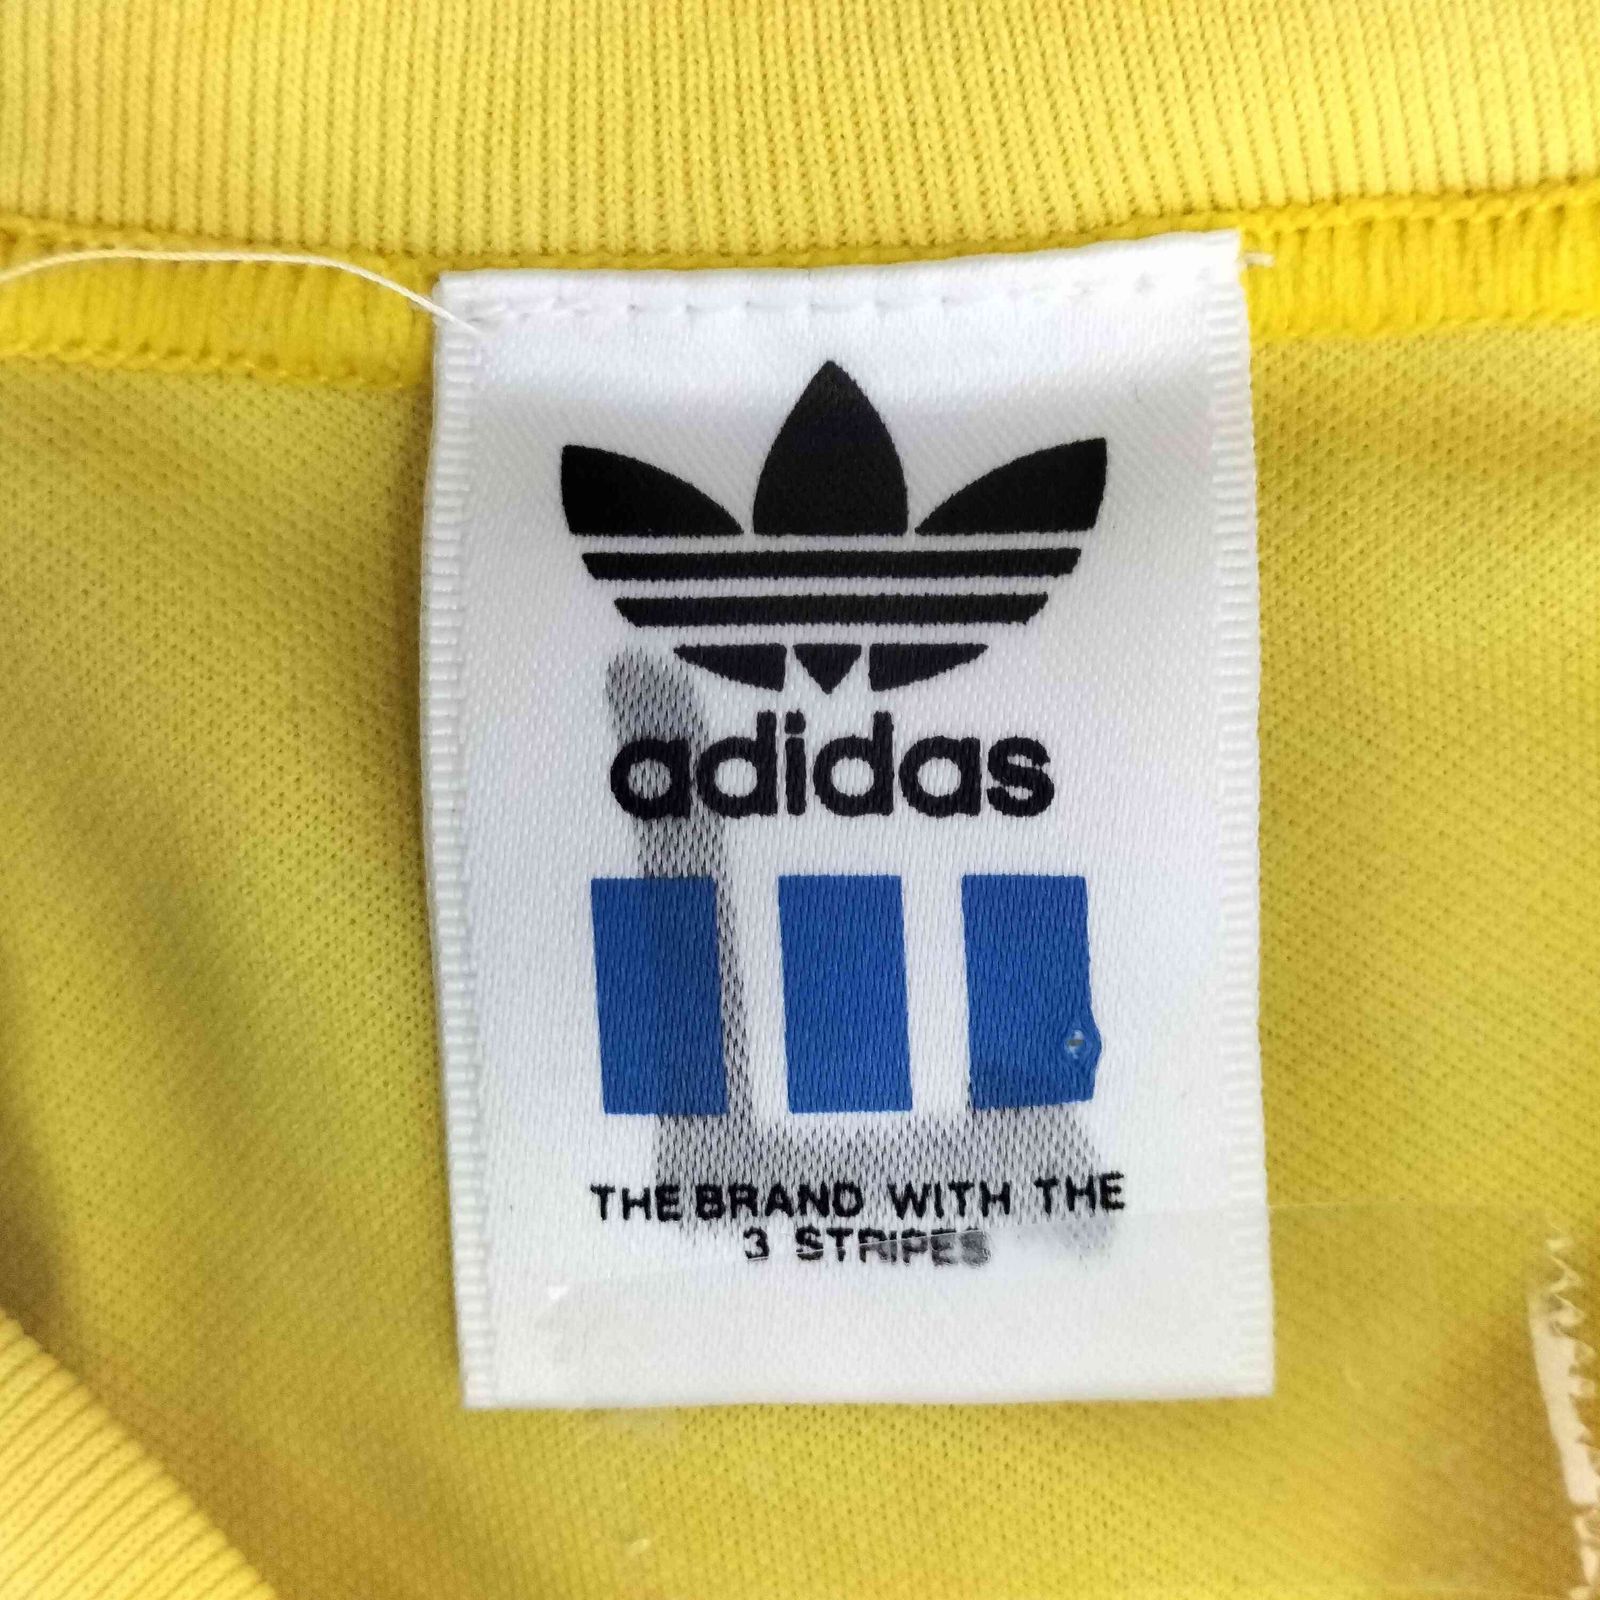 adidas
THE BRAND WITH THE
3 STRIPES